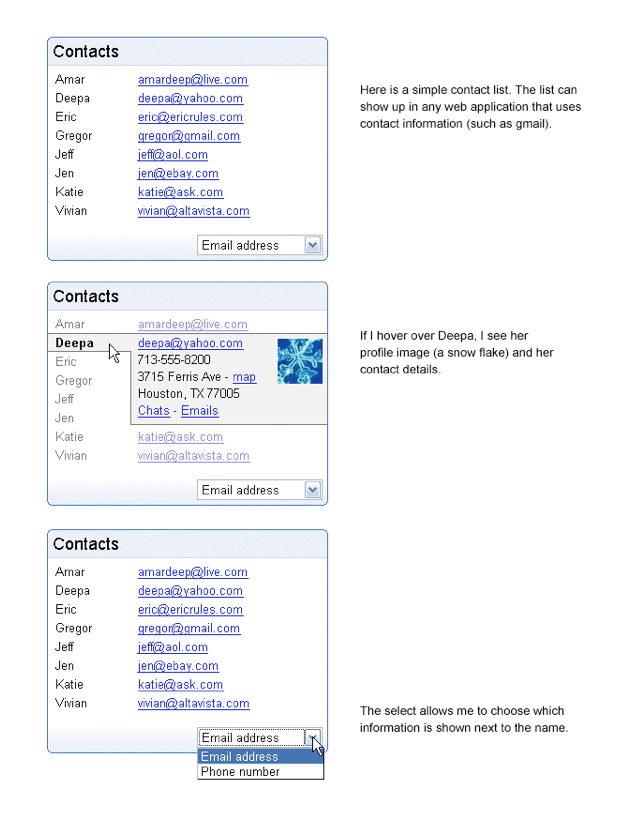 Contacts
Amar amardeep@live.com
Deepa deepa@yahoo.com
Eric eric@ericrules.com
Gregor gregor@gmail.com
Jeff jeff@aol.com
Jen jen@ebay.com
Katie katie@ask.com
Vivian vivian@altavista.com
Email address
Here is a simple contact list. The list can
show up in any web application that uses
contact information (such as gmail).
Contacts
Amar amardeep@live.com
Deepa deepa@yahoo.com
Eric 713-555-8200
Gregor 3715 Ferris Ave - map
Jeff Houston, TX 77005
Jen Chats - Emails
Katie katie@ask.com
Vivian vivian@altavista.com
Email address
If I hover over Deepa, I see her
profile image (a snow flake) and her
contact details.
Contacts
Amar amardeep@live.com
Deepa deepa@yahoo.com
Eric eric@ericrules.com
Gregor gregor@gmail.com
Jeff jeff@aol.com
Jen jen@ebay.com
Katie katie@ask.com
Vivian vivian@altavista.com
Email address
Email address
Phone number
The select allows me to choose which
information is shown next to the name.